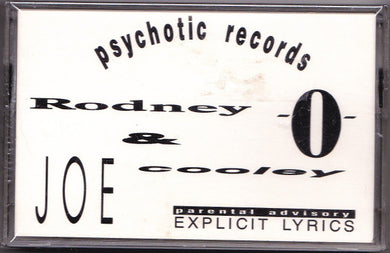 psychotic records
Rodney -O-
&
JOE cooley
parental advisory
EXPLICIT LYRICS